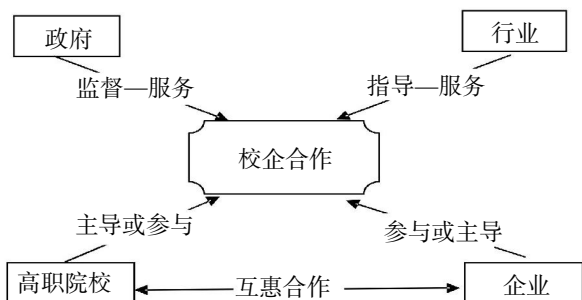 政府
行业
监督—服务
指导—服务
校企合作
主导或参与
参与或主导
高职院校
互惠合作
企业